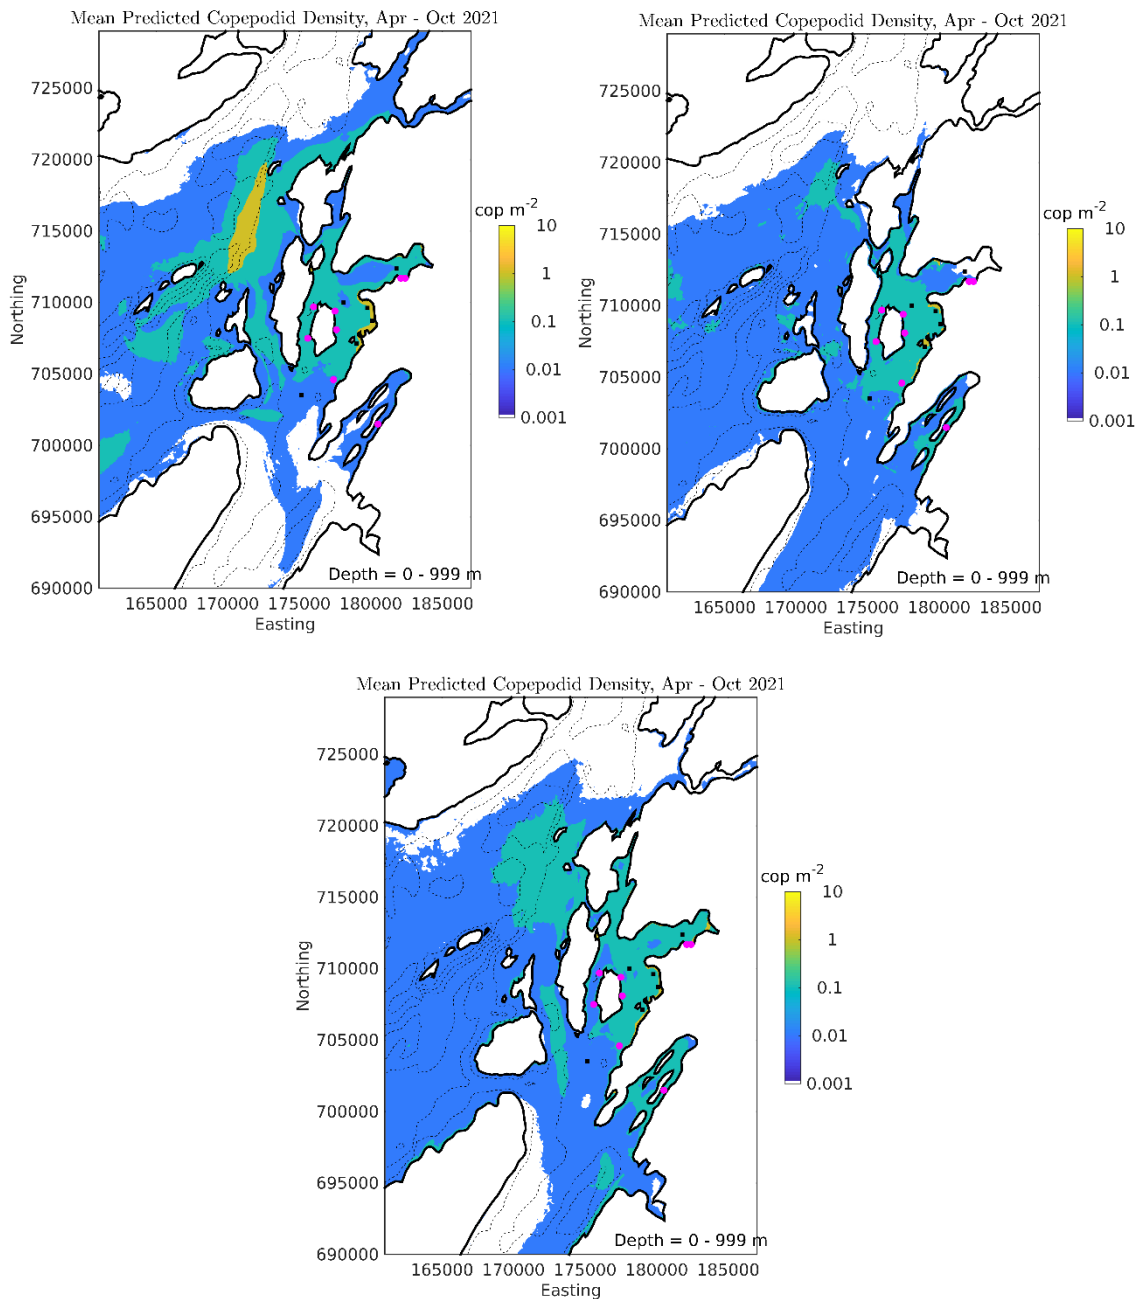 Mean Predicted Copepodid Density, Apr - Oct 2021
725000
720000
715000
710000
705000
700000
695000
690000
Northing
165000 170000 175000 180000 185000
Easting
Depth = 0 - 999 m
cop m-2
10
1
0.1
0.01
0.001
Mean Predicted Copepodid Density, Apr - Oct 2021
725000
720000
715000
710000
705000
700000
695000
690000
Northing
165000 170000 175000 180000 185000
Easting
Depth = 0 - 999 m
cop m-2
10
1
0.1
0.01
0.001
Mean Predicted Copepodid Density, Apr - Oct 2021
725000
720000
715000
710000
705000
700000
695000
690000
Northing
165000 170000 175000 180000 185000
Easting
Depth = 0 - 999 m
cop m-2
10
1
0.1
0.01
0.001